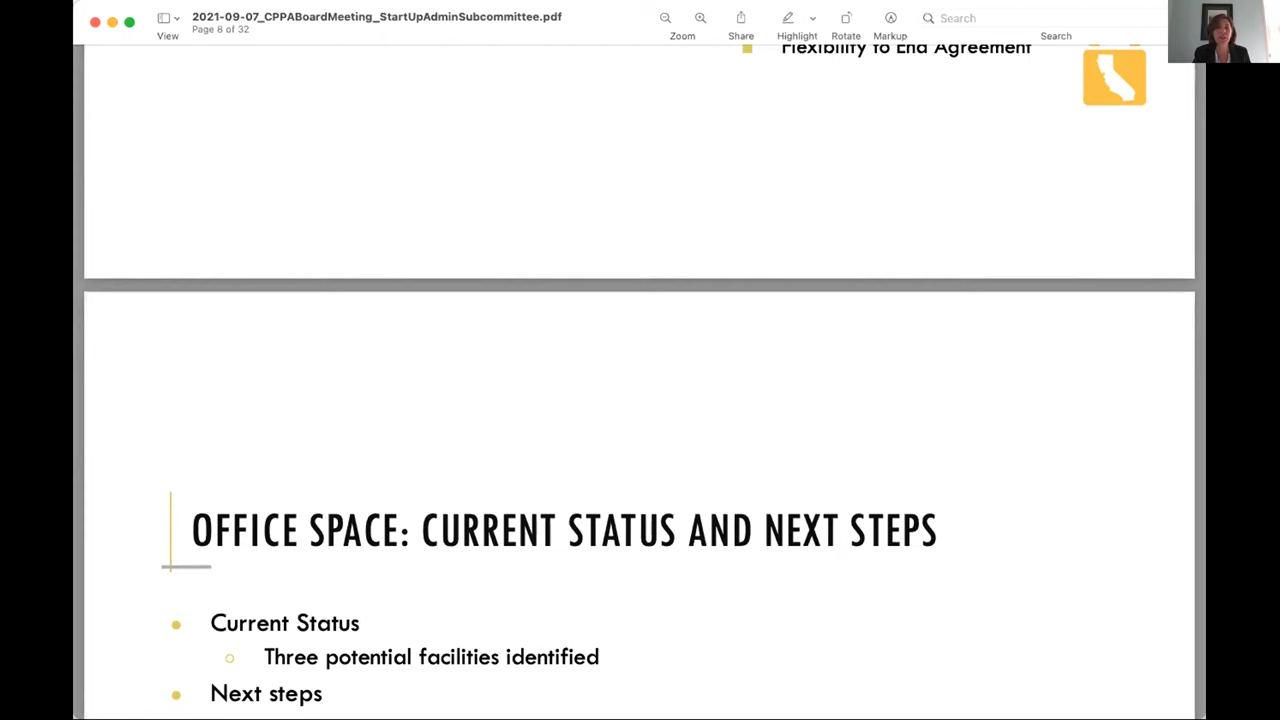 2021-09-07_CPPABoardMeeting_StartUpAdminSubcommittee.pdf
Page 8 of 32
View
Zoom
Share
Highlight
Rotate
Markup
Search
Search
Flexibility to End Agreement
OFFICE SPACE: CURRENT STATUS AND NEXT STEPS
Current Status
Three potential facilities identified
Next steps